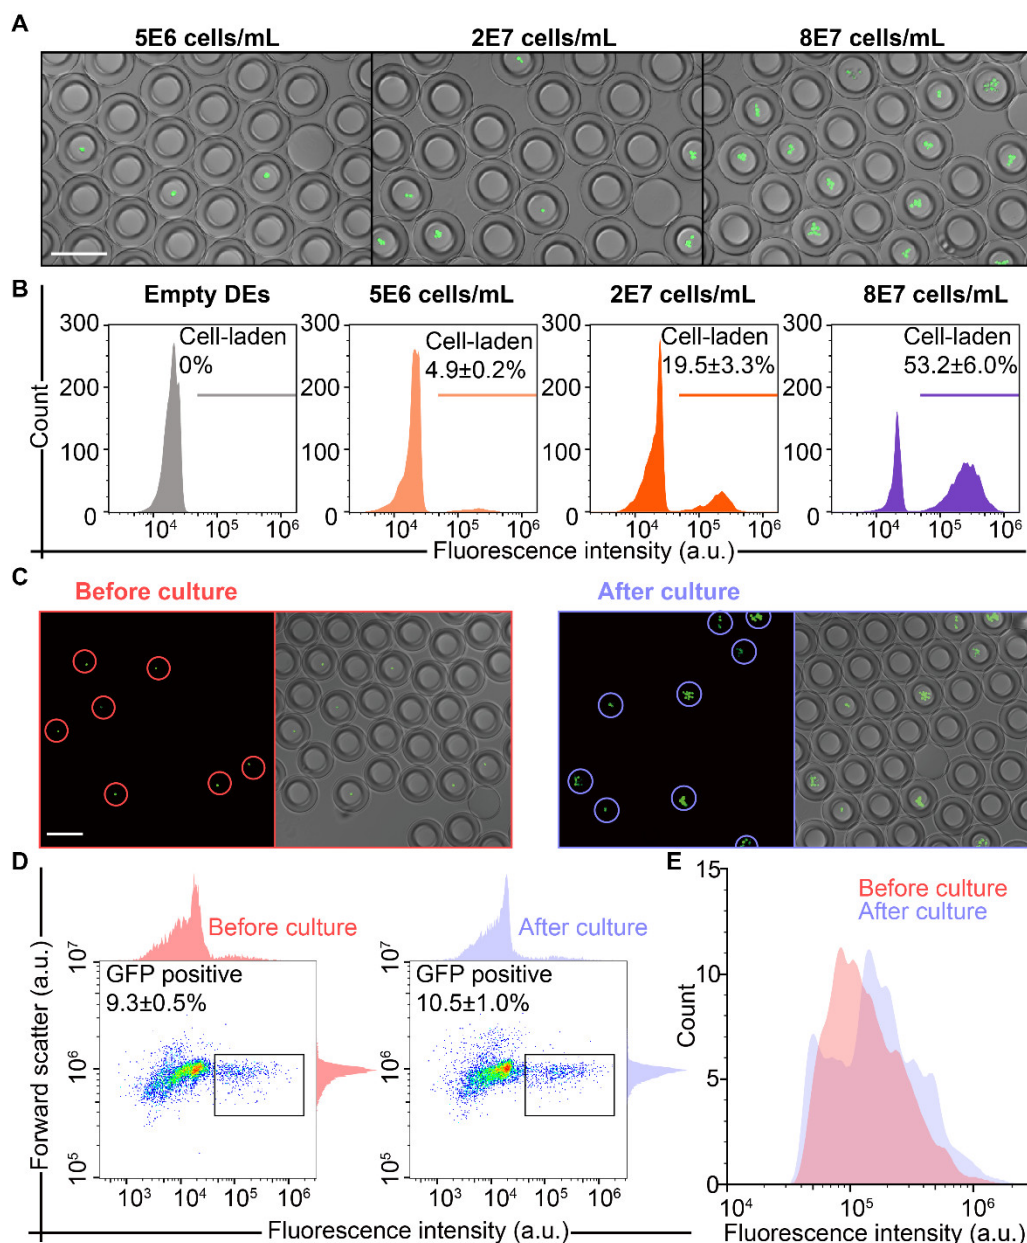 A
5E6 cells/mL
2E7 cells/mL
8E7 cells/mL
B
Empty DEs
5E6 cells/mL
2E7 cells/mL
8E7 cells/mL
300
200
100
0
Count
Cell-laden
0%
10⁴
10⁵
10⁶
300
200
100
0
Cell-laden
4.9±0.2%
10⁴
10⁵
10⁶
300
200
100
0
Cell-laden
19.5±3.3%
10⁴
10⁵
10⁶
300
200
100
0
Cell-laden
53.2±6.0%
10⁴
10⁵
10⁶
Fluorescence intensity (a.u.)
C
Before culture
After culture
D
Before culture
After culture
Forward scatter (a.u.)
10⁷
10⁶
10⁵
GFP positive
9.3±0.5%
10³
10⁴
10⁵
10⁶
10⁷
10⁶
10⁵
GFP positive
10.5±1.0%
10³
10⁴
10⁵
10⁶
Fluorescence intensity (a.u.)
E
Before culture
After culture
15
10
5
0
Count
10⁴
10⁵
10⁶
Fluorescence intensity (a.u.)